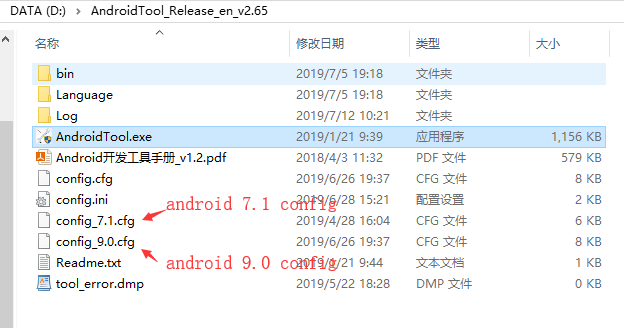 DATA (D:) > AndroidTool_Release_en_v2.65
名称 修改日期 类型 大小
bin 2019/7/5 19:18 文件夹
Language 2019/7/5 19:18 文件夹
Log 2019/7/12 10:21 文件夹
AndroidTool.exe 2019/1/21 9:39 应用程序 1,156 KB
Android开发工具手册_v1.2.pdf 2018/4/3 11:32 PDF 文件 579 KB
config.cfg 2019/6/26 19:37 CFG 文件 8 KB
config.ini 2019/6/28 15:21 配置设置 2 KB
android 7.1 config
config_7.1.cfg 2019/4/28 16:04 CFG 文件 6 KB
config_9.0.cfg 2019/6/26 19:37 CFG 文件 8 KB
android 9.0 config
Readme.txt 9:44 文本文档 1 KB
tool_error.dmp 2019/5/22 18:28 DMP 文件 0 KB